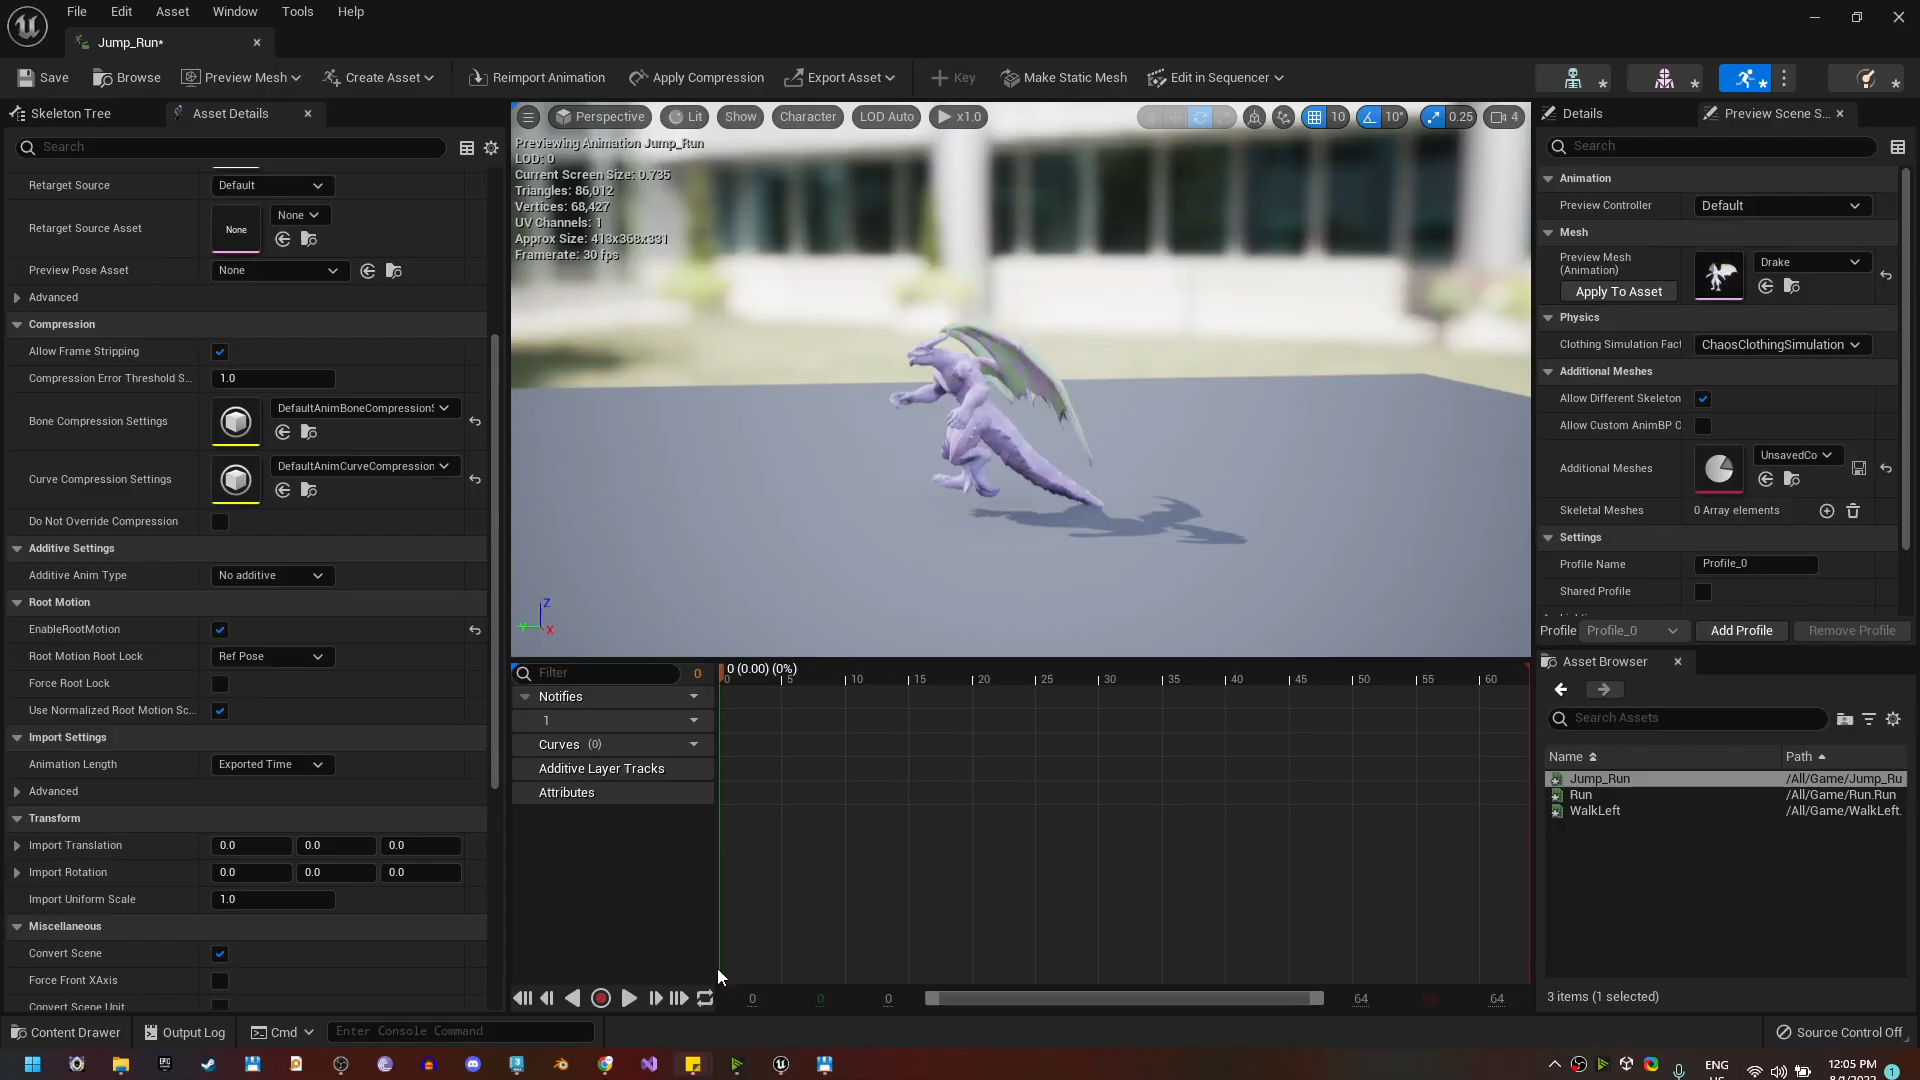 File Edit Asset Window Tools Help
Jump_Run*
Save Browse Preview Mesh Create Asset Reimport Animation Apply Compression Export Asset Key Make Static Mesh Edit in Sequencer
Skeleton Tree Asset Details
Search
Retarget Source Default
Retarget Source Asset None None
Preview Pose Asset None
Advanced
Compression
Allow Frame Stripping
Compression Error Threshold S... 1.0
Bone Compression Settings DefaultAnimBoneCompressionS
Curve Compression Settings DefaultAnimCurveCompression
Do Not Override Compression
Additive Settings
Additive Anim Type No additive
Root Motion
EnableRootMotion
Root Motion Root Lock Ref Pose
Force Root Lock
Use Normalized Root Motion Sc...
Import Settings
Animation Length Exported Time
Advanced
Transform
Import Translation 0.0 0.0 0.0
Import Rotation 0.0 0.0 0.0
Import Uniform Scale 1.0
Miscellaneous
Convert Scene
Force Front XAxis
Convert Scene Unit
Perspective Lit Show Character LOD Auto x1.0 10 10° 0.25 4
Previewing Animation Jump_Run
LOD: 0
Current Screen Size: 0.735
Triangles: 86,012
Vertices: 68,427
UV Channels: 1
Approx Size: 413x368x331
Framerate: 30 fps
Z
Y X
Filter 0 0 (0.00) (0%)
0 5 10 15 20 25 30 35 40 45 50 55 60
Notifies
1
Curves (0)
Additive Layer Tracks
Attributes
0 0 0 64 64 64
Details Preview Scene S...
Search
Animation
Preview Controller Default
Mesh
Preview Mesh (Animation) Drake
Apply To Asset
Physics
Clothing Simulation Fact ChaosClothingSimulation
Additional Meshes
Allow Different Skeleton
Allow Custom AnimBP C
Additional Meshes UnsavedCo
Skeletal Meshes 0 Array elements
Settings
Profile Name Profile_0
Shared Profile
Profile Profile_0 Add Profile Remove Profile
Asset Browser
Search Assets
Name Path
Jump_Run /All/Game/Jump_Ru
Run /All/Game/Run.Run
WalkLeft /All/Game/WalkLeft.
3 items (1 selected)
Content Drawer Output Log Cmd Enter Console Command Source Control Off
ENG 12:05 PM
1